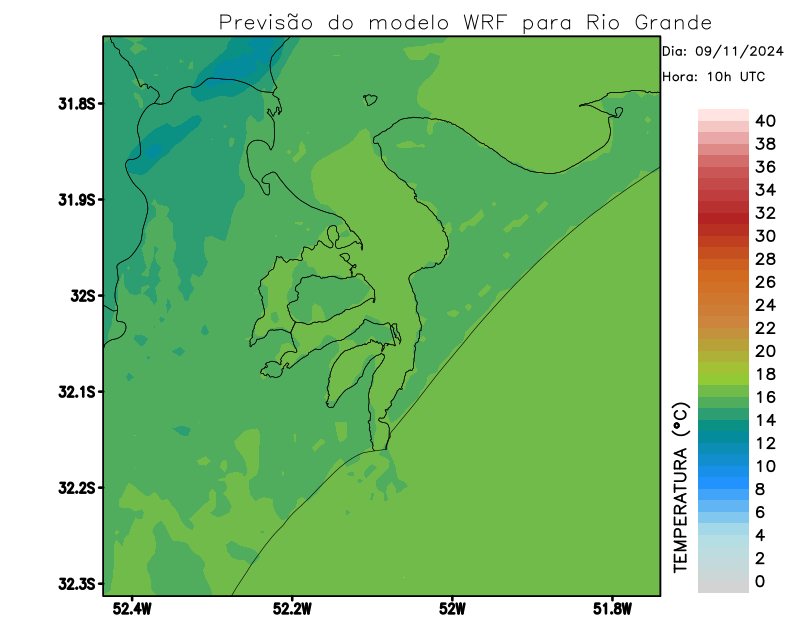 Previsão do modelo WRF para Rio Grande
Dia: 09/11/2024
Hora: 10h UTC
31.8S
31.9S
32S
32.1S
32.2S
32.3S
52.4W
52.2W
52W
51.8W
TEMPERATURA (°C)
40
38
36
34
32
30
28
26
24
22
20
18
16
14
12
10
8
6
4
2
0